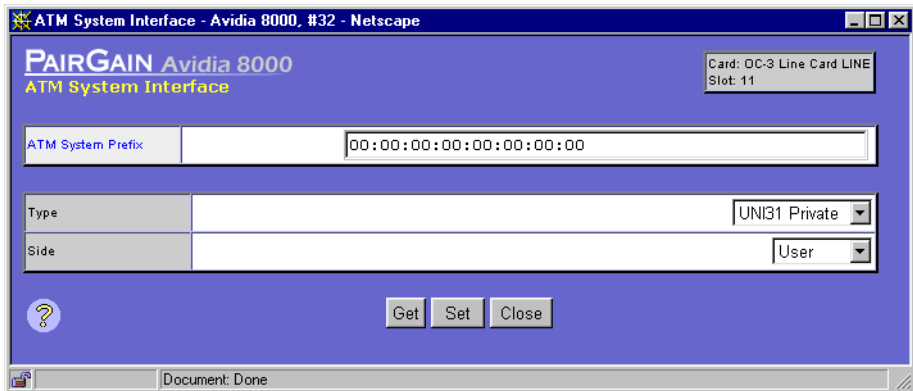 ATM System Interface - Avidia 8000, #32 - Netscape
PAIRGAIN Avidia 8000
ATM System Interface
Card: OC-3 Line Card LINE
Slot: 11
ATM System Prefix 00:00:00:00:00:00:00:00
Type UNI31 Private
Side User
?
Get Set Close
Document: Done